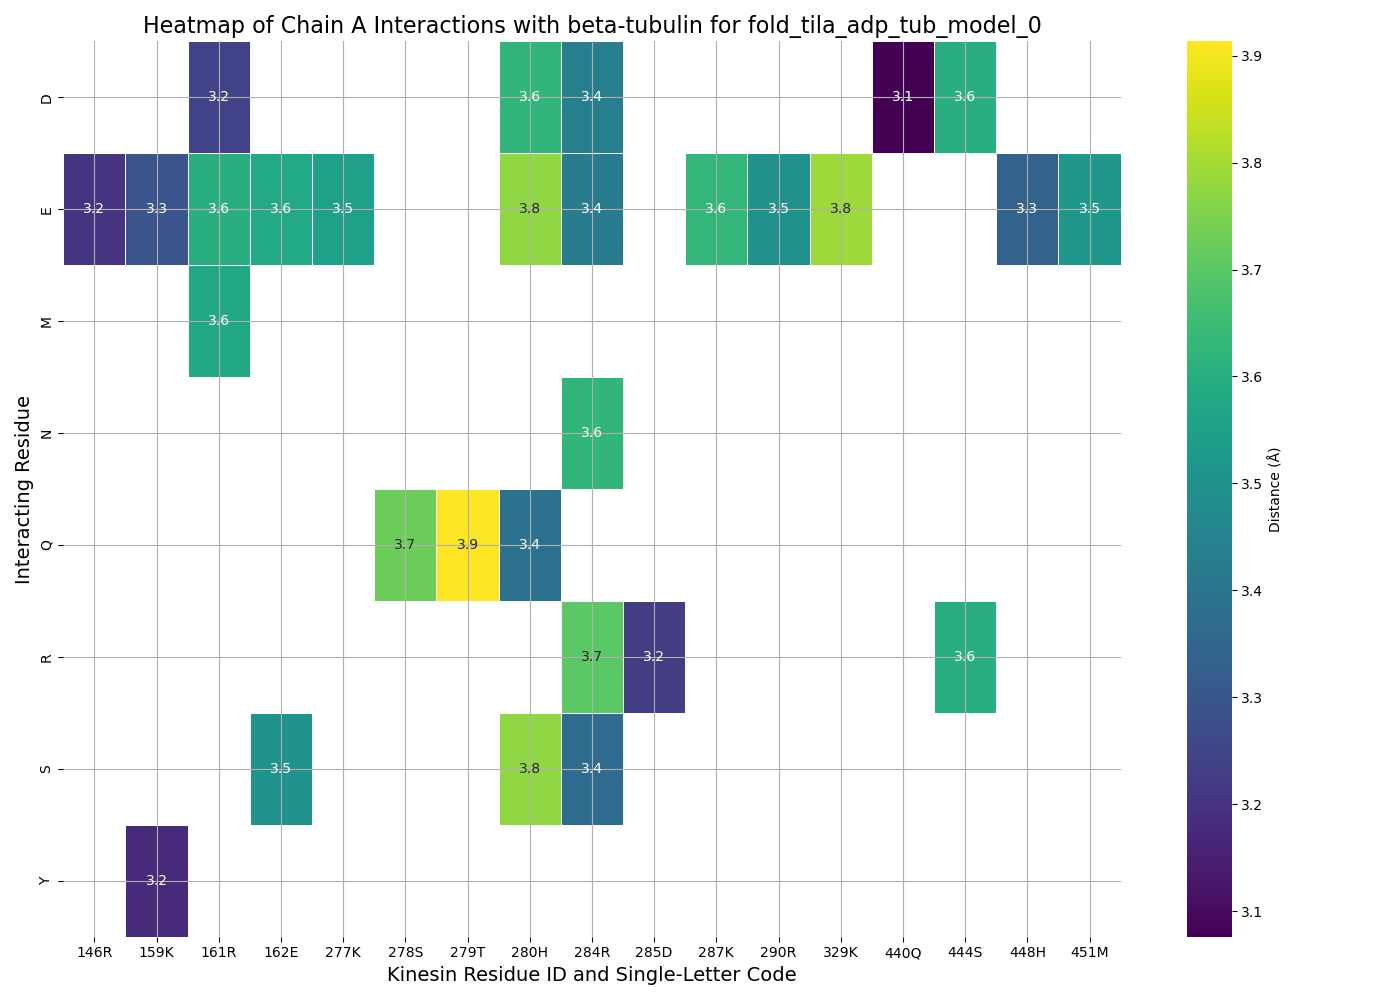 Heatmap of Chain A Interactions with beta-tubulin for fold_tila_adp_tub_model_0
Interacting Residue
D
3.2
3.6
3.4
3.1
3.6
E
3.2
3.3
3.6
3.6
3.5
3.8
3.4
3.6
3.5
3.8
3.3
3.5
M
3.6
N
3.6
Q
3.7
3.9
3.4
R
3.7
3.2
3.6
S
3.5
3.8
3.4
Y
3.2
146R
159K
161R
162E
277K
278S
279T
280H
284R
285D
287K
290R
329K
440Q
444S
448H
451M
Kinesin Residue ID and Single-Letter Code
3.9
3.8
3.7
3.6
3.5
3.4
3.3
3.2
3.1
Distance (Å)